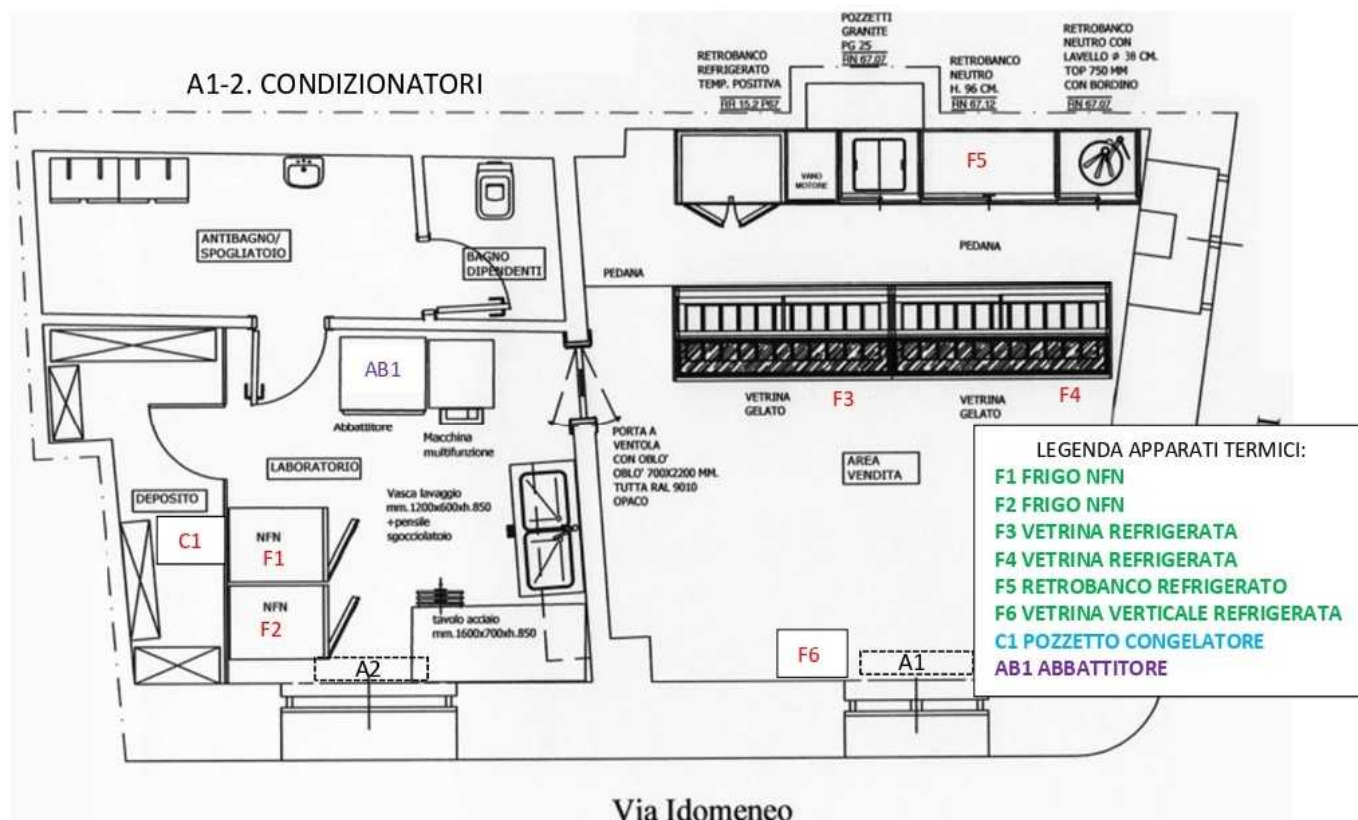 A1-2. CONDIZIONATORI
RETROBANCO
REFRIGERATO
TEMP. POSITIVA
RR 15.2 P67
POZZETTI
GRANITE
PG 25
RN 67.07
RETROBANCO
NEUTRO
H. 96 CM.
RN 67.12
RETROBANCO
NEUTRO CON
LAVELLO ø 38 CM.
TOP 750 MM
CON BORDINO
RN 67.07
F5
VANO
MOTORE
ANTIBAGNO/
SPOGLIATOIO
BAGNO
DIPENDENTI
PEDANA
PEDANA
AB1
Abbattitore
Macchina
multifunzione
VETRINA
GELATO
F3
VETRINA
GELATO
F4
PORTA A
VENTOLA
CON OBLO'
OBLO' 700X2200 MM.
TUTTA RAL 9010
OPACO
AREA
VENDITA
LABORATORIO
DEPOSITO
Vasca lavaggio
mm.1200x600xh.850
+pensile
sgocciolatoio
C1
NFN
F1
NFN
F2
tavolo acciaio
mm.1600x700xh.850
A2
F6
A1
LEGENDA APPARATI TERMICI:
F1 FRIGO NFN
F2 FRIGO NFN
F3 VETRINA REFRIGERATA
F4 VETRINA REFRIGERATA
F5 RETROBANCO REFRIGERATO
F6 VETRINA VERTICALE REFRIGERATA
C1 POZZETTO CONGELATORE
AB1 ABBATTITORE
Via Idomeneo